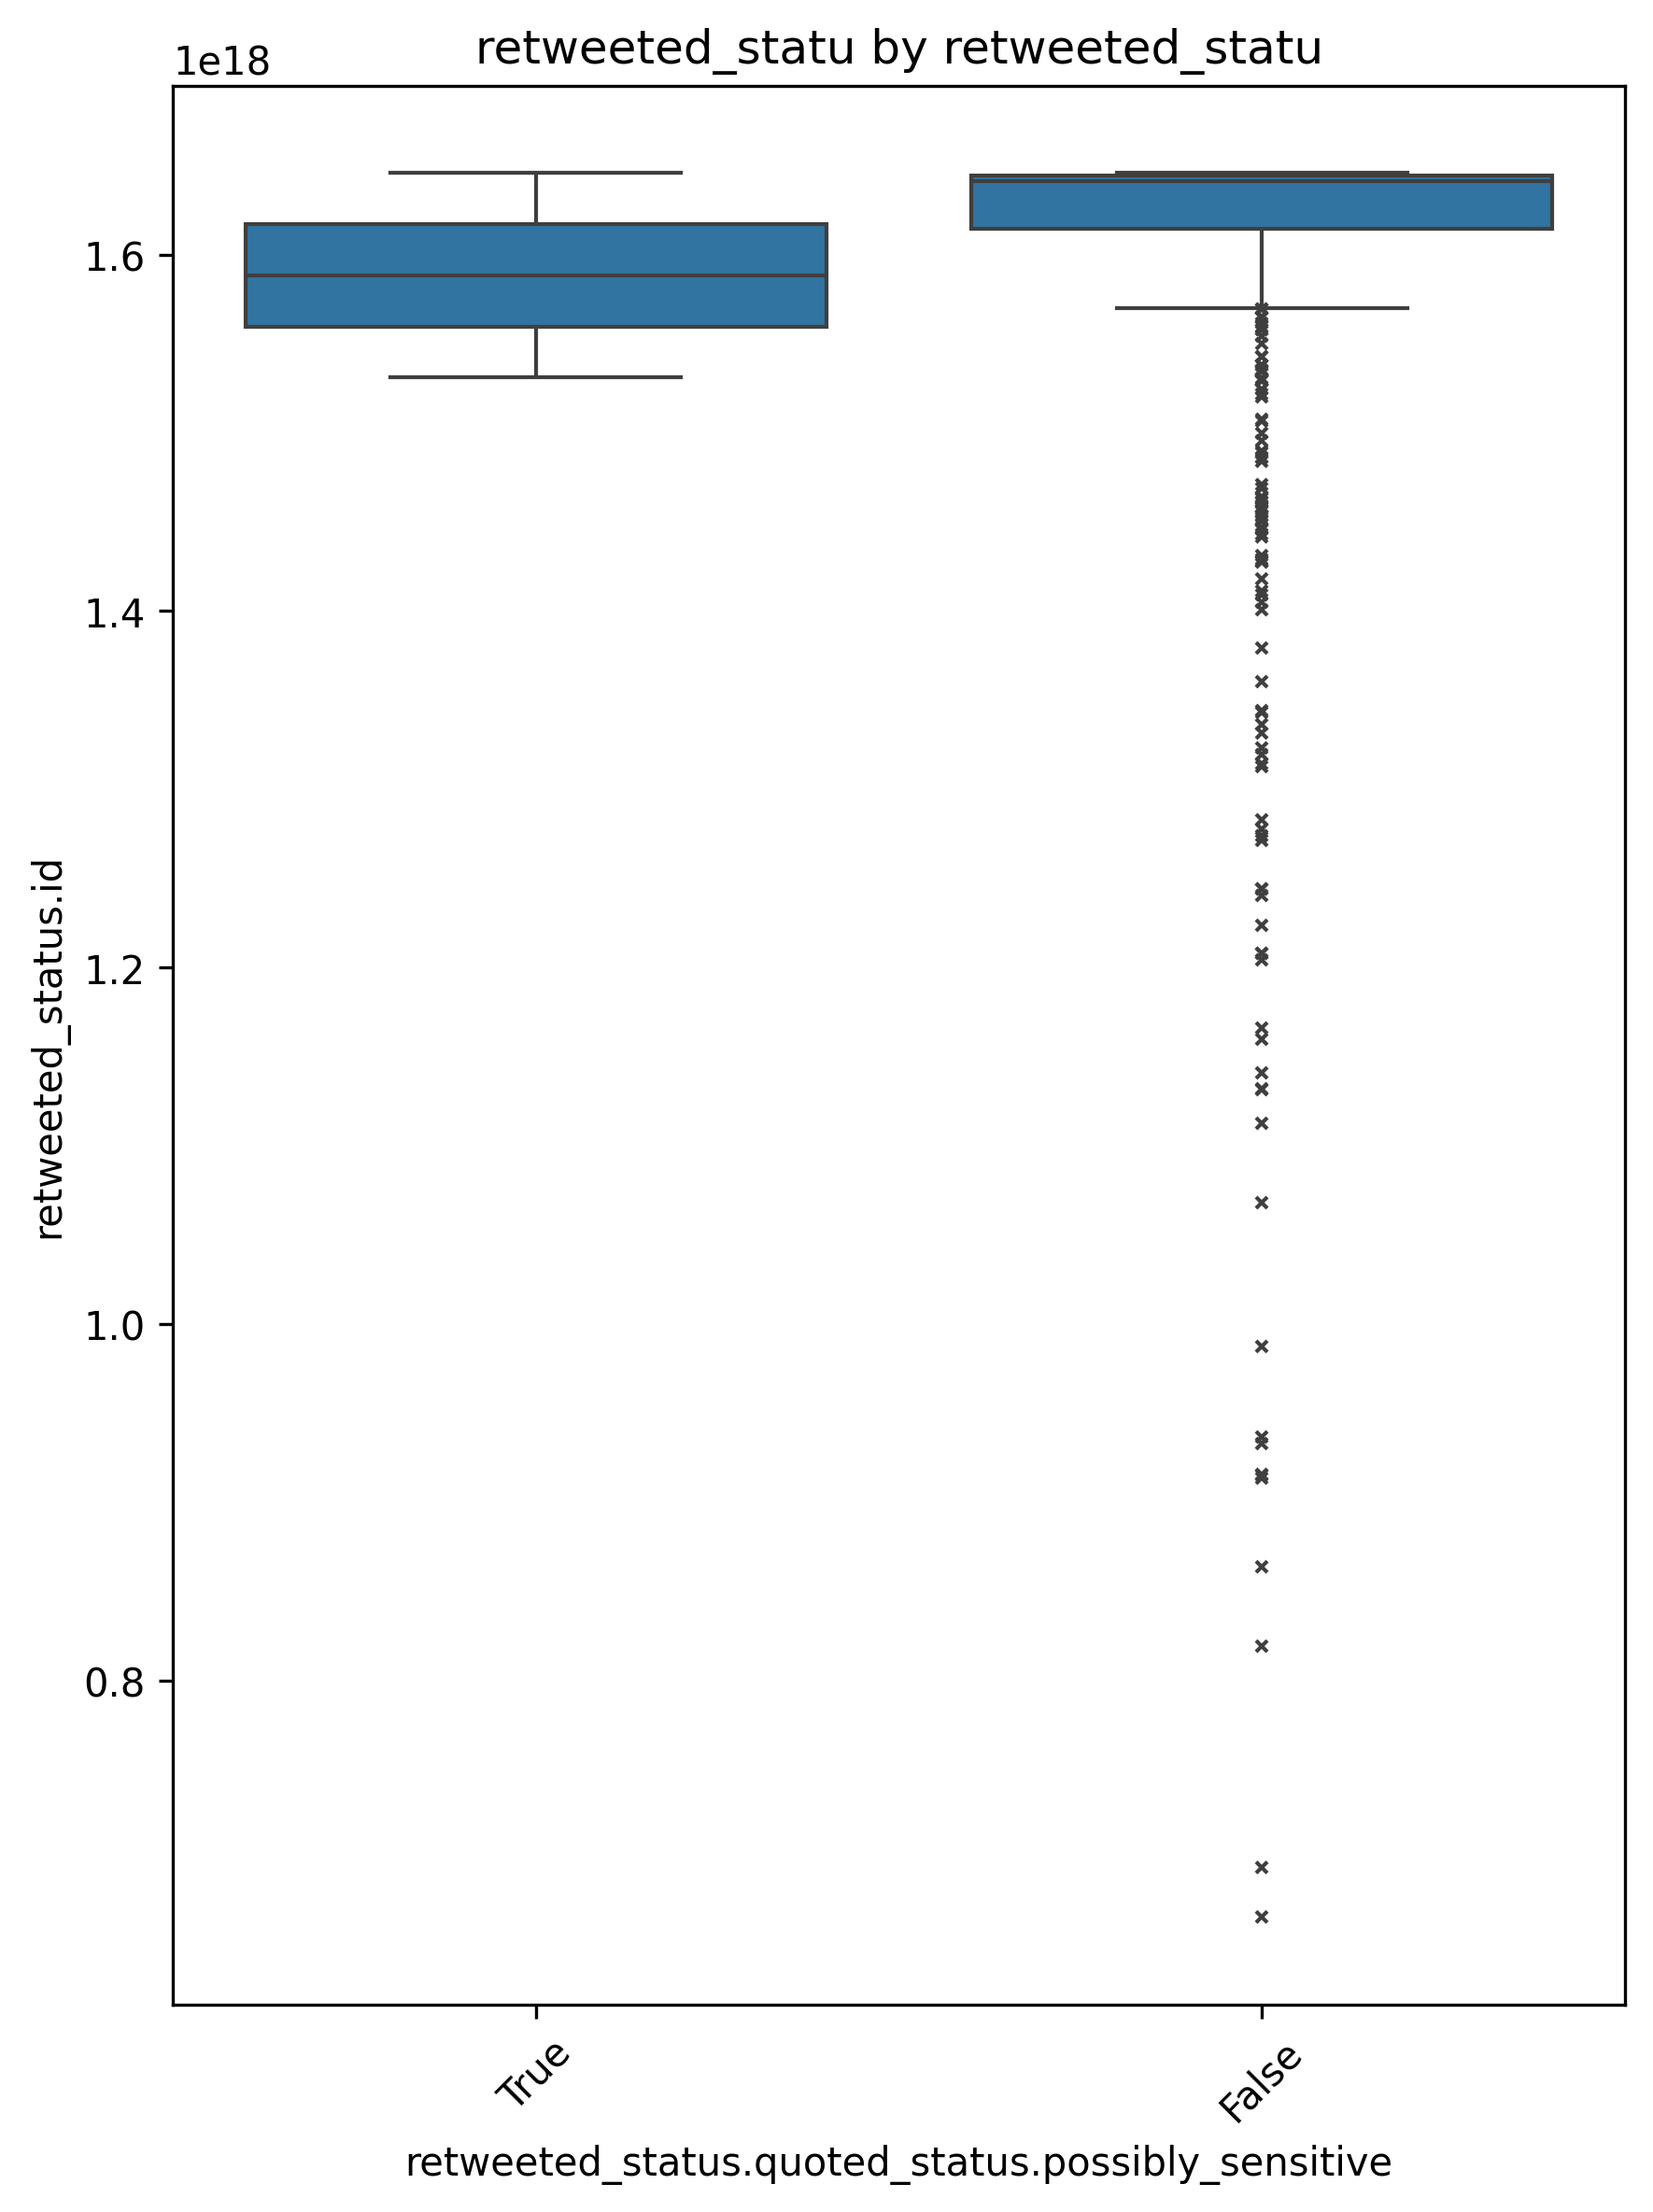 retweeted_statu by retweeted_statu
1e18
1.6
1.4
1.2
1.0
0.8
retweeted_status.id
True
False
retweeted_status.quoted_status.possibly_sensitive